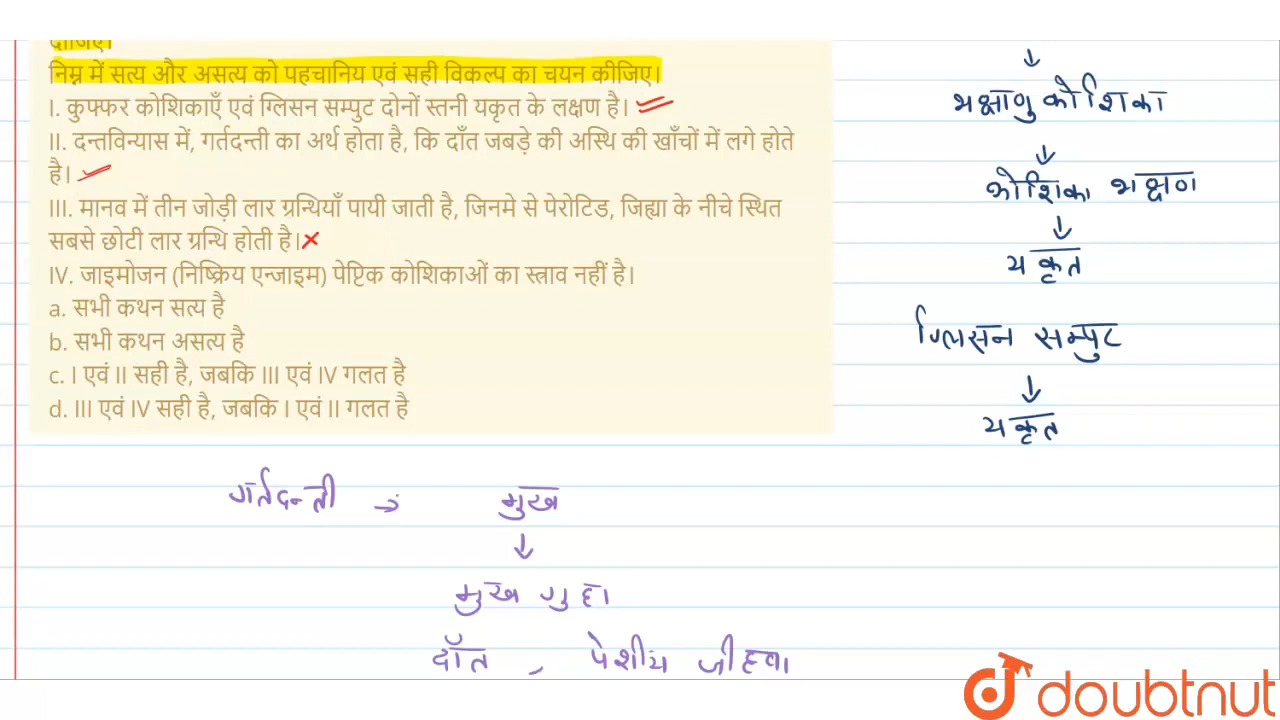 दीजिए।
निम्न में सत्य और असत्य को पहचानिय एवं सही विकल्प का चयन कीजिए।
I. कुफ्फर कोशिकाएँ एवं ग्लिसन सम्पुट दोनों स्तनी यकृत के लक्षण है।
II. दन्तविन्यास में, गर्तदन्ती का अर्थ होता है, कि दाँत जबड़े की अस्थि की खाँचों में लगे होते
है।
III. मानव में तीन जोड़ी लार ग्रन्थियाँ पायी जाती है, जिनमे से पेरोटिड, जिह्या के नीचे स्थित
सबसे छोटी लार ग्रन्थि होती है।
IV. जाइमोजन (निष्क्रिय एन्जाइम) पेप्टिक कोशिकाओं का स्त्राव नहीं है।
a. सभी कथन सत्य है
b. सभी कथन असत्य है
c. I एवं II सही है, जबकि III एवं IV गलत है
d. III एवं IV सही है, जबकि I एवं II गलत है
भक्षाणु कोशिका
कोशिका भक्षण
यकृत
ग्लिसन सम्पुट
यकृत
गर्तदन्ती → मुख
मुख गुहा
दाँत , पेशीय जीह्वा
doubtnut